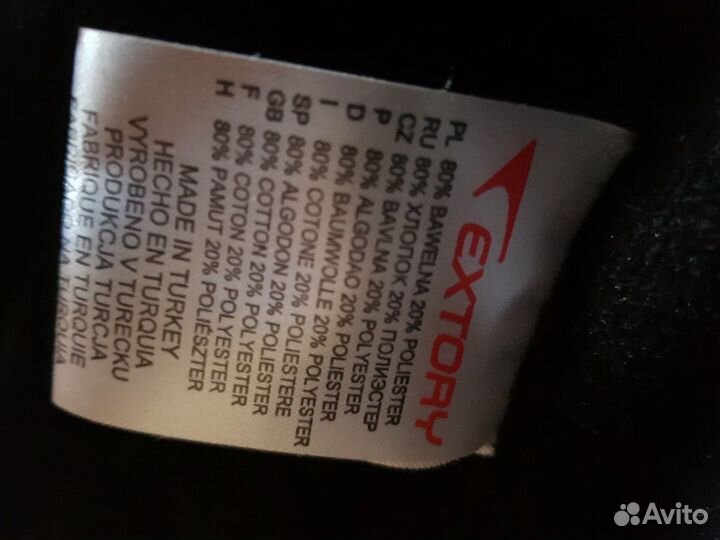 EXTORY
PL 80% BAWEŁNA 20% POLIESTER
RU 80% ХЛОПОК 20% ПОЛИЭСТЕР
CZ 80% BAVLNA 20% POLYESTER
P 80% ALGODAO 20% POLIESTER
D 80% BAUMWOLLE 20% POLYESTER
I 80% COTONE 20% POLIESTERE
SP 80% ALGODON 20% POLIESTER
GB 80% COTTON 20% POLYESTER
F 80% COTON 20% POLYESTER
H 80% PAMUT 20% POLIÉSZTER
MADE IN TURKEY
HECHO EN TURQUIA
VYROBENO V TURECKU
PRODUKCJA TURCJA
FABRIQUE EN TURQUIE
NA TURQUIA
Avito